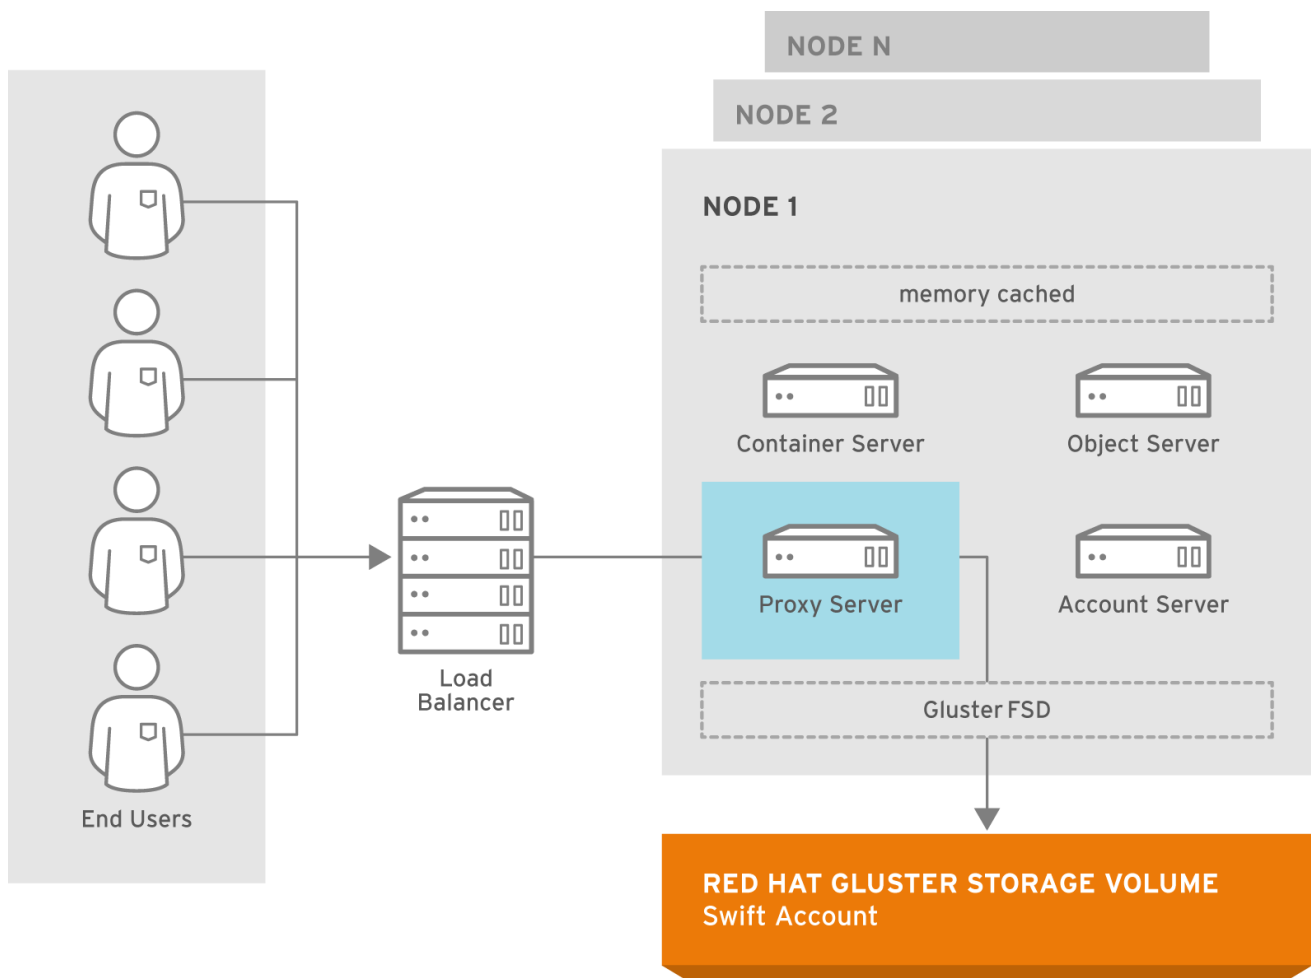 NODE N
NODE 2
NODE 1
memory cached
Container Server
Object Server
Proxy Server
Account Server
Load
Balancer
Gluster FSD
End Users
RED HAT GLUSTER STORAGE VOLUME
Swift Account